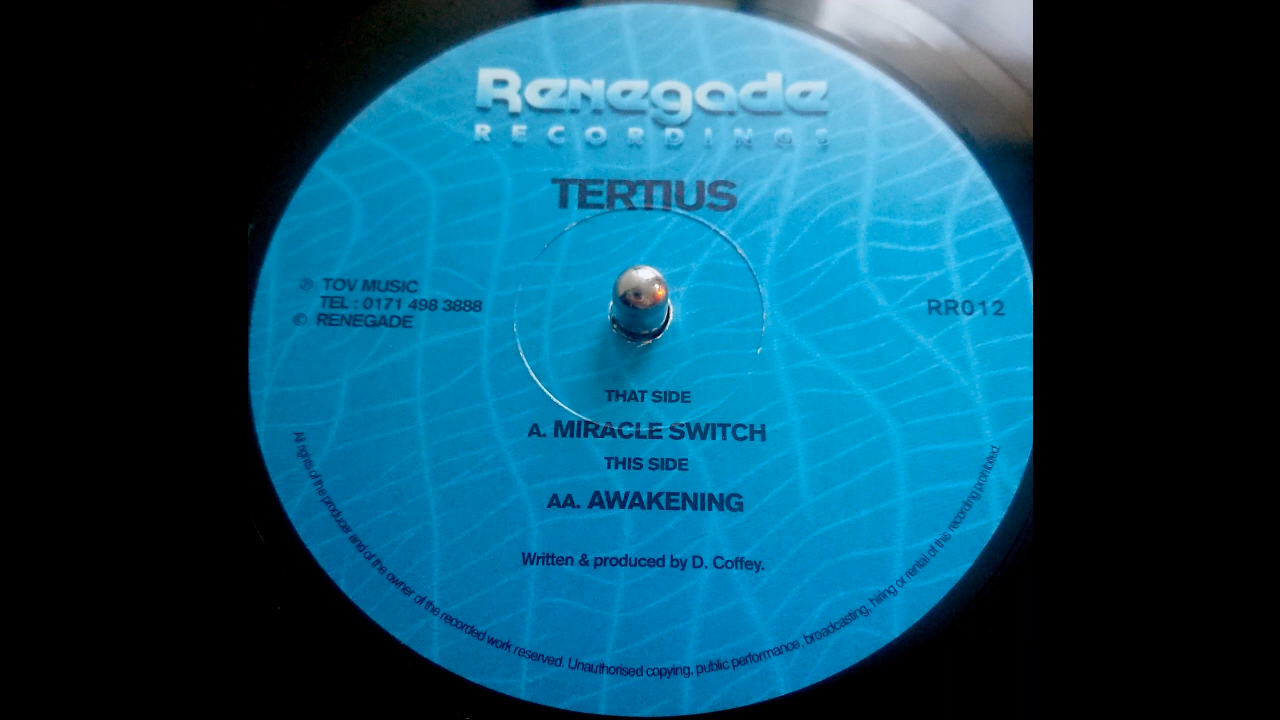 Renegade
RECORDINGS
TERTIUS
℗ TOV MUSIC
TEL : 0171 498 3888
© RENEGADE
RR012
THAT SIDE
A. MIRACLE SWITCH
THIS SIDE
AA. AWAKENING
Written & produced by D. Coffey.
All rights of the producer and of the owner of the recorded work reserved. Unauthorised copying, public performance, broadcasting, hiring or rental of this recording prohibited.